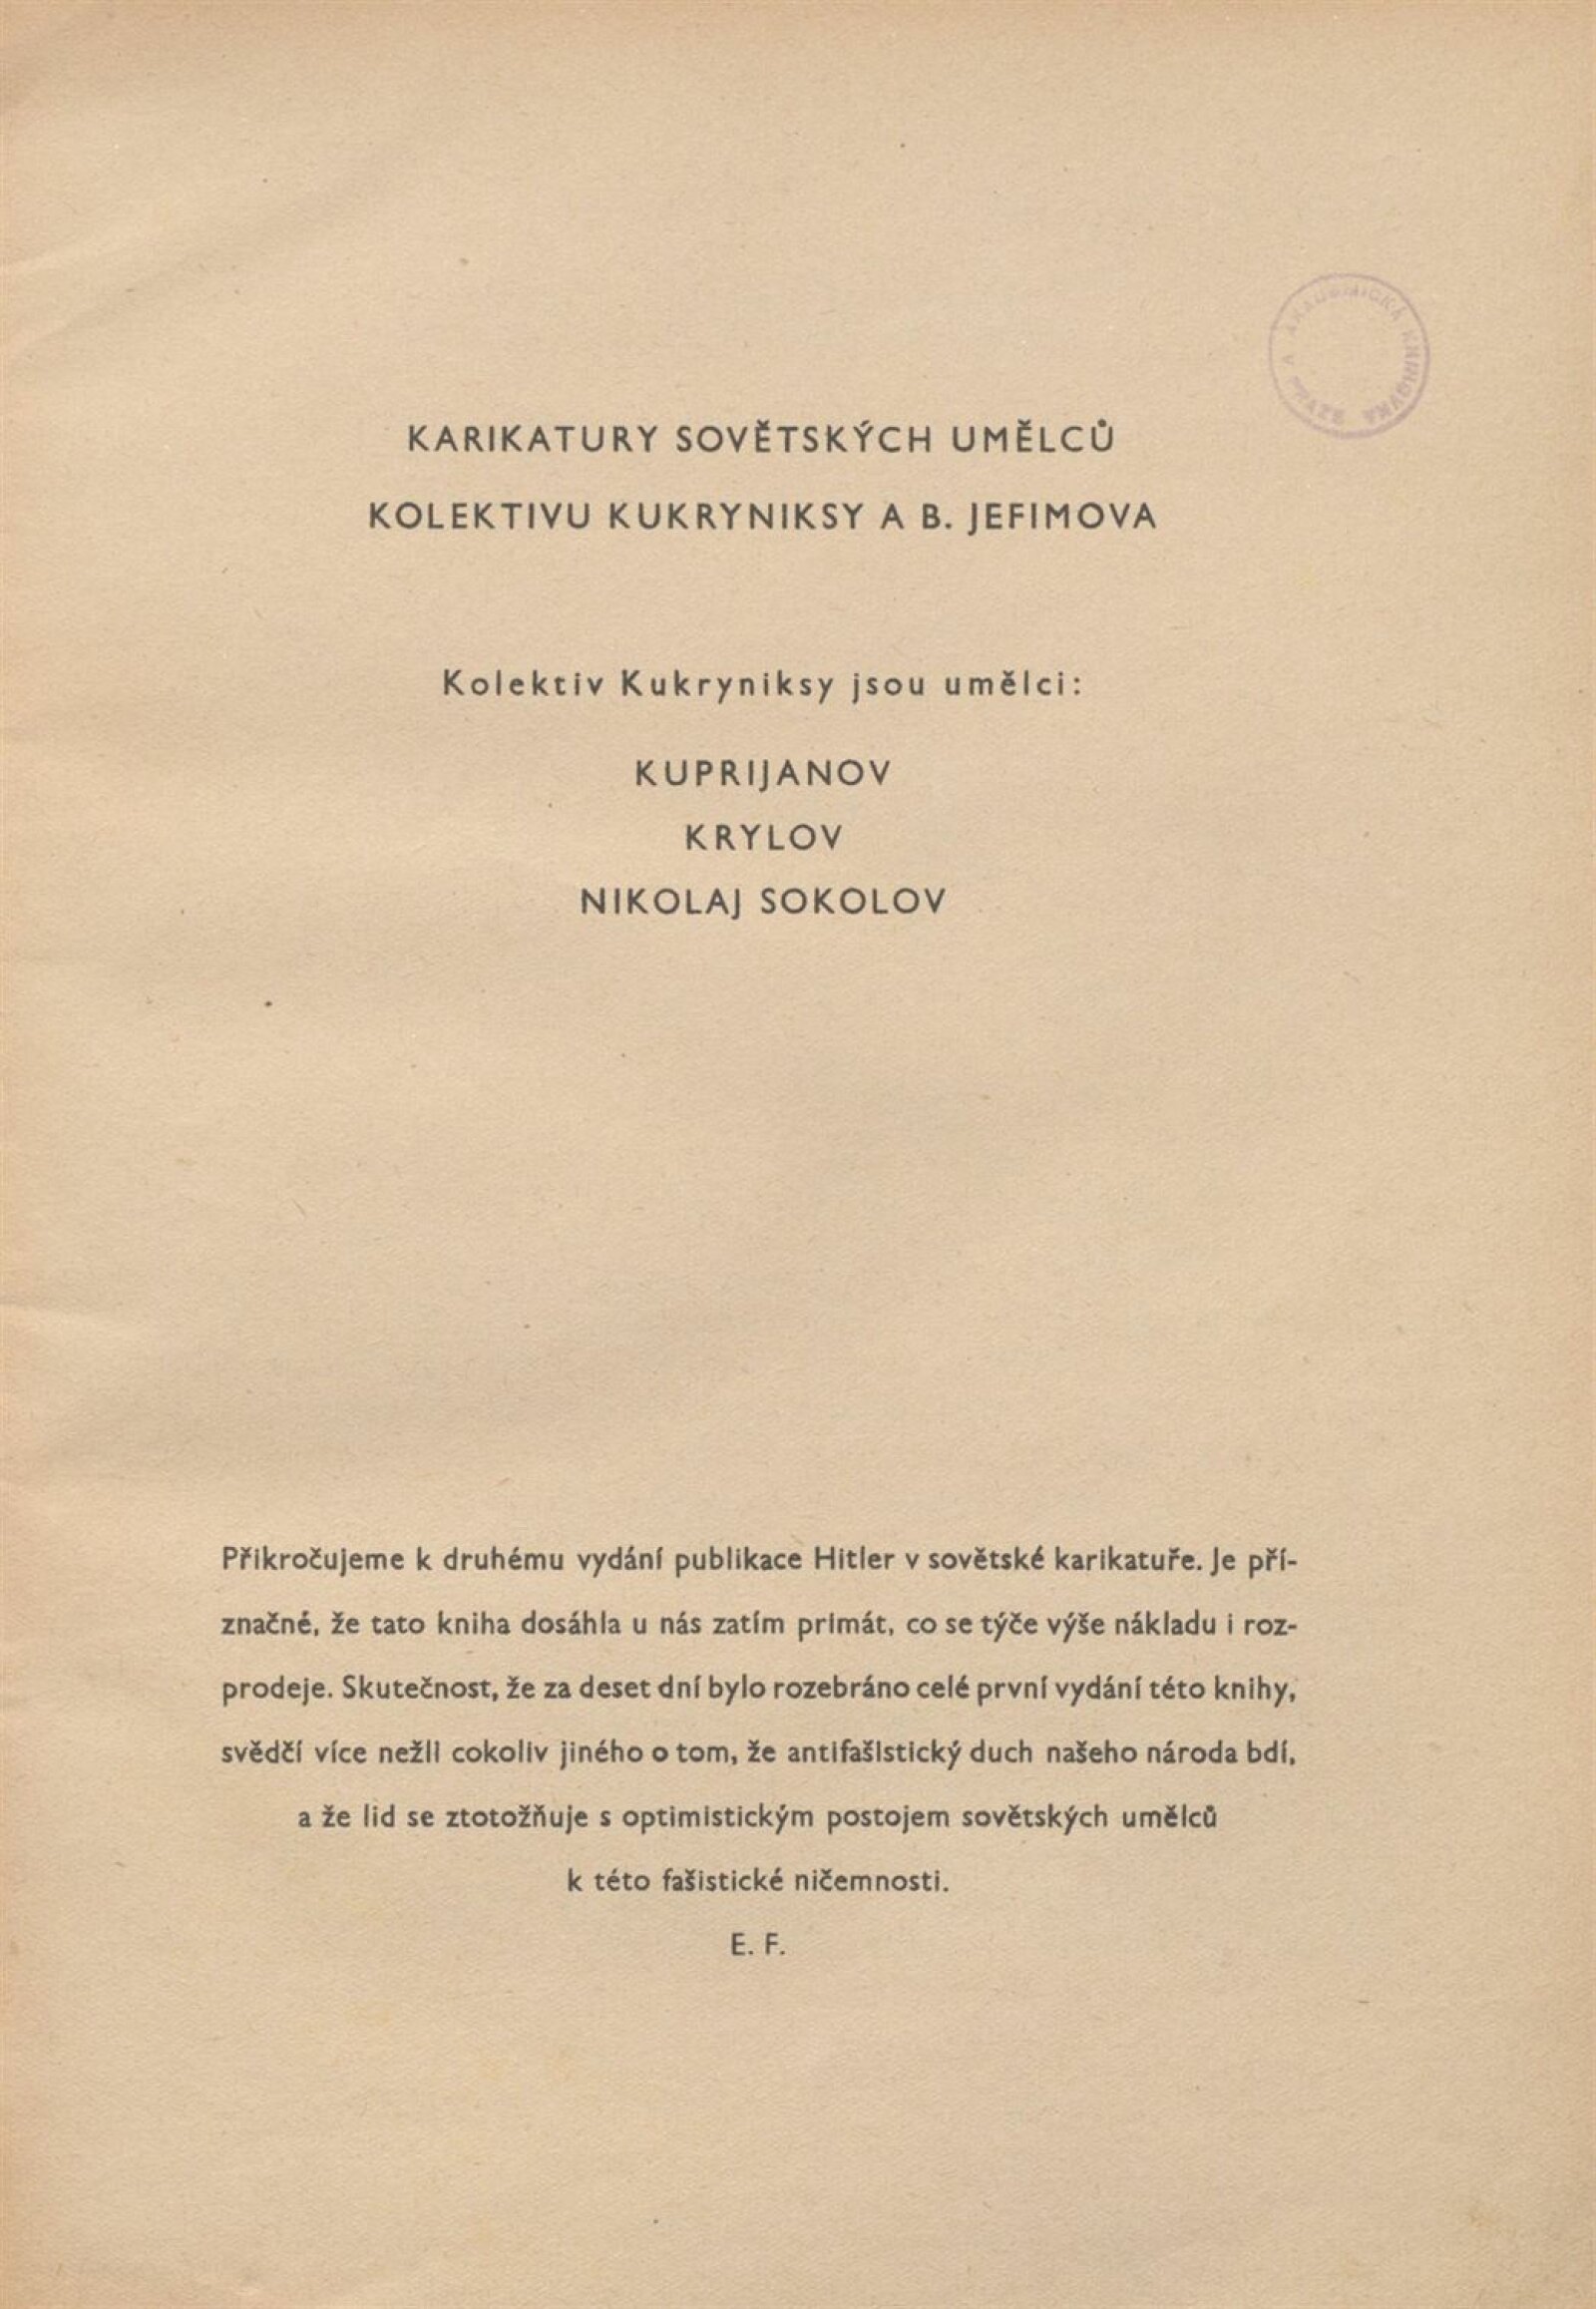 AKADEMICKÁ KNIHOVNA
KARIKATURY SOVĚTSKÝCH UMĚLCŮ
KOLEKTIVU KUKRYNIKSY A B. JEFIMOVA
Kolektiv Kukryniksy jsou umělci:
KUPRIJANOV
KRYLOV
NIKOLAJ SOKOLOV
Přikročujeme k druhému vydání publikace Hitler v sovětské karikatuře. Je pří-
značné, že tato kniha dosáhla u nás zatím primát, co se týče výše nákladu i roz-
prodeje. Skutečnost, že za deset dní bylo rozebráno celé první vydání této knihy,
svědčí více nežli cokoliv jiného o tom, že antifašistický duch našeho národa bdí,
a že lid se ztotožňuje s optimistickým postojem sovětských umělců
k této fašistické ničemnosti.
E. F.